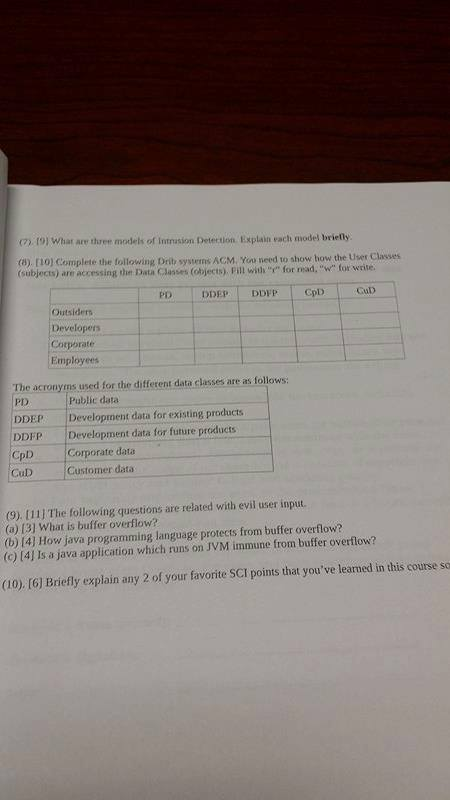 (7). [9] What are three models of Intrusion Detection. Explain each model briefly.
(8). [10] Complete the following Drib systems ACM. You need to show how the User Classes
(subjects) are accessing the Data Classes (objects). Fill with "r" for read, "w" for write.
PD DDEP DDFP CpD CuD
Outsiders
Developers
Corporate
Employees
The acronyms used for the different data classes are as follows:
PD Public data
DDEP Development data for existing products
DDFP Development data for future products
CpD Corporate data
CuD Customer data
(9). [11] The following questions are related with evil user input.
(a) [3] What is buffer overflow?
(b) [4] How java programming language protects from buffer overflow?
(c) [4] Is a java application which runs on JVM immune from buffer overflow?
(10). [6] Briefly explain any 2 of your favorite SCI points that you've learned in this course so